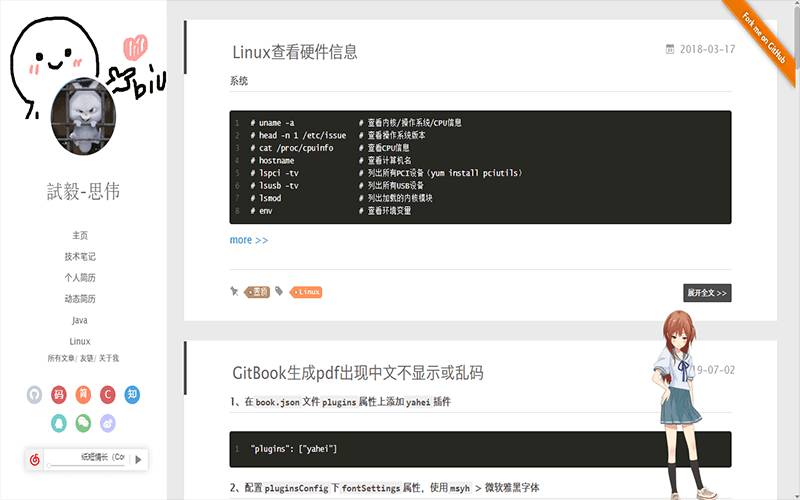 biu
試毅-思伟
主页
技术笔记
个人简历
动态简历
Java
Linux
所有文章/ 友链/ 关于我
码
简
C
知
纸短情长（Co
Fork me on GitHub
Linux查看硬件信息
2018-03-17
系统
1 # uname -a # 查看内核/操作系统/CPU信息
2 # head -n 1 /etc/issue # 查看操作系统版本
3 # cat /proc/cpuinfo # 查看CPU信息
4 # hostname # 查看计算机名
5 # lspci -tv # 列出所有PCI设备（yum install pciutils）
6 # lsusb -tv # 列出所有USB设备
7 # lsmod # 列出加载的内核模块
8 # env # 查看环境变量
more >>
Linux
展开全文 >>
GitBook生成pdf出现中文不显示或乱码
19-07-02
1、在 book.json 文件 plugins 属性上添加 yahei 插件
1 "plugins": ["yahei"]
2、配置 pluginsConfig 下 fontSettings 属性，使用 msyh > 微软雅黑字体